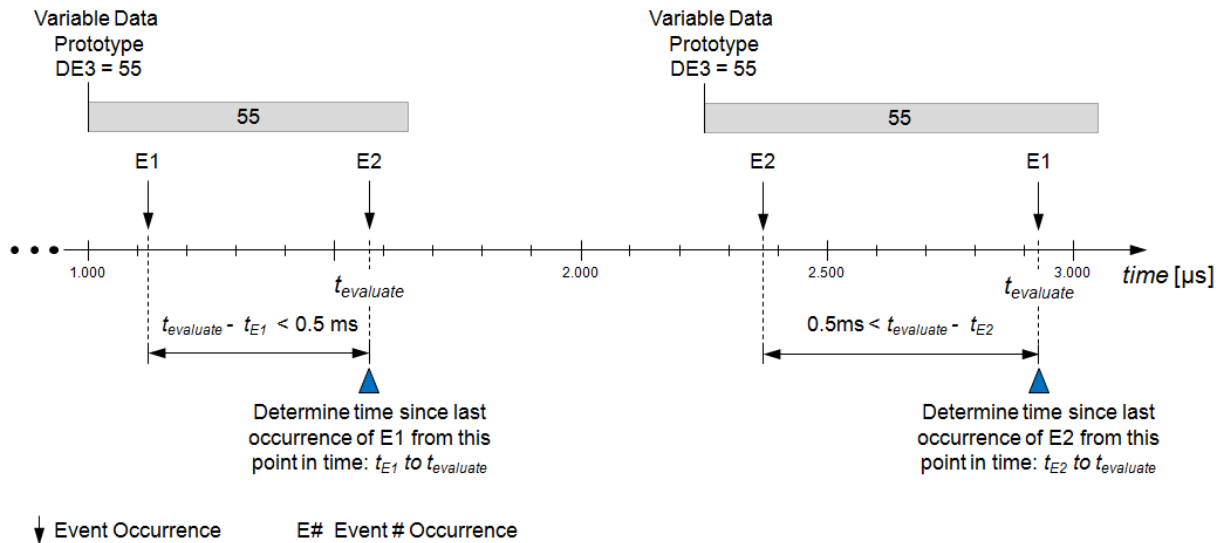 Variable Data
Prototype
DE3 = 55
Variable Data
Prototype
DE3 = 55
55
55
E1
E2
E2
E1
1.000
2.000
2.500
3.000
time [µs]
tevaluate
tevaluate
tevaluate - tE1 < 0.5 ms
0.5ms < tevaluate - tE2
Determine time since last
occurrence of E1 from this
point in time: tE1 to tevaluate
Determine time since last
occurrence of E2 from this
point in time: tE2 to tevaluate
Event Occurrence
E# Event # Occurrence